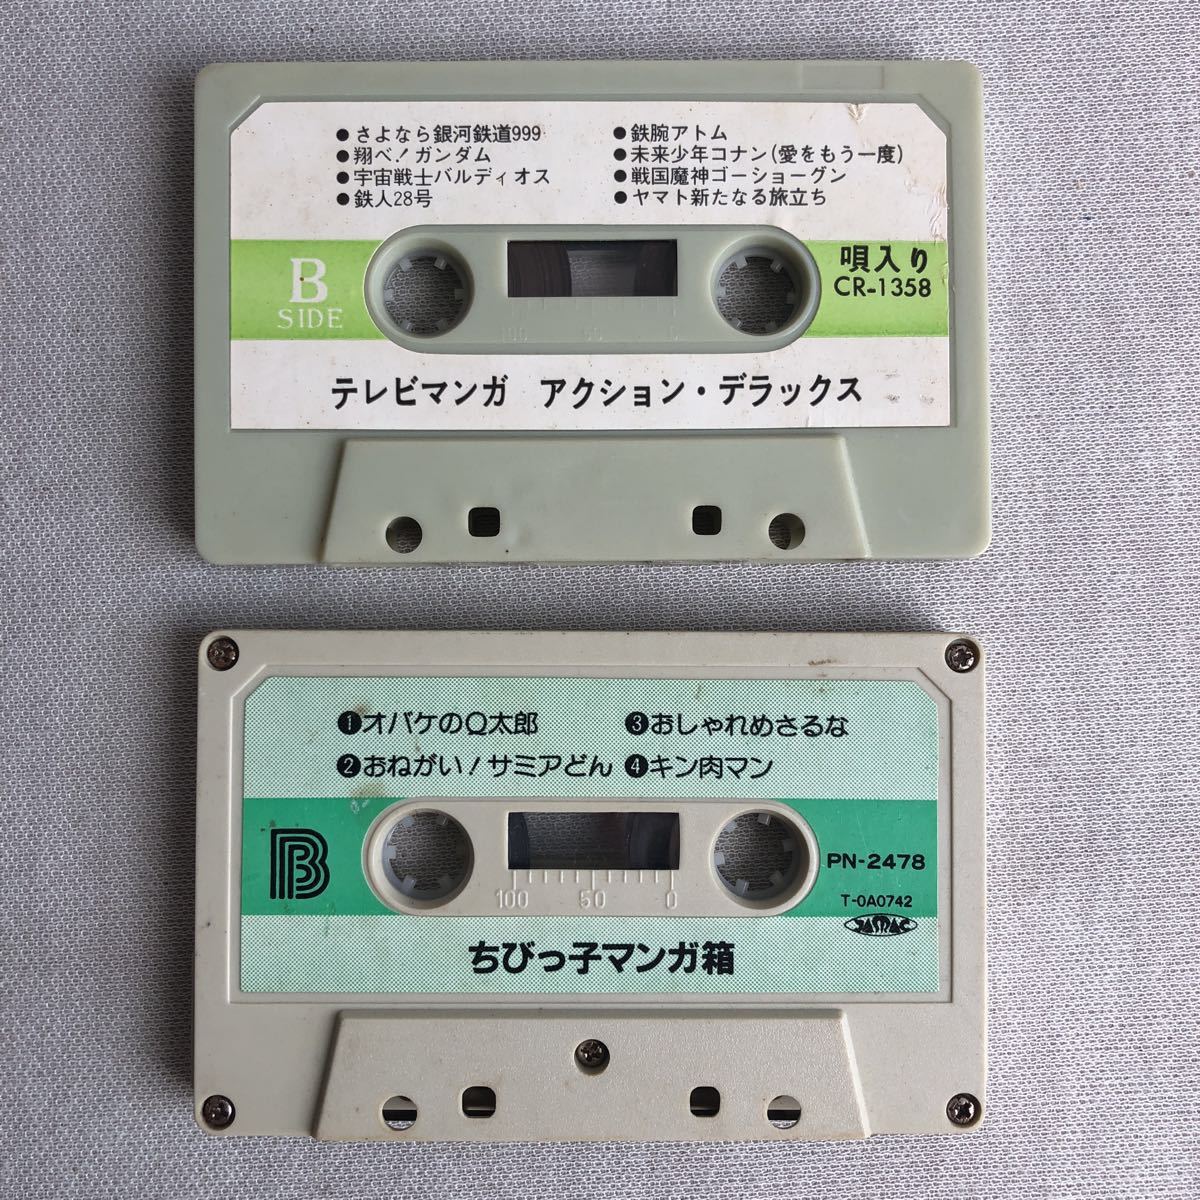 ●さよなら銀河鉄道999
●翔べ！ガンダム
●宇宙戦士バルディオス
●鉄人28号
●鉄腕アトム
●未来少年コナン(愛をもう一度)
●戦国魔神ゴーショーグン
●ヤマト新たなる旅立ち
B
SIDE
100 50 0
唄入り
CR-1358
テレビマンガ アクション・デラックス
❶オバケのQ太郎
❷おねがい！サミアどん
❸おしゃれめさるな
❹キン肉マン
B
100 50 0
PN-2478
T-0A0742
JASRAC
ちびっ子マンガ箱